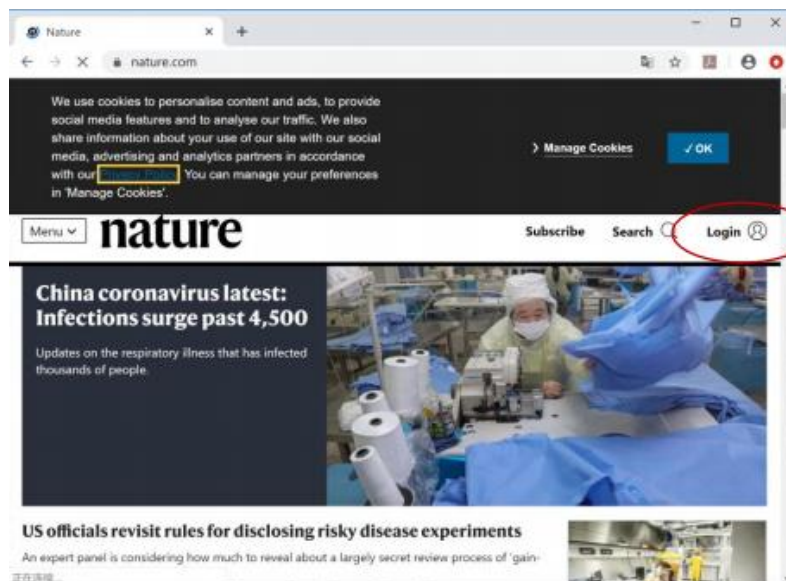 Nature
nature.com
We use cookies to personalise content and ads, to provide
social media features and to analyse our traffic. We also
share information about your use of our site with our social
media, advertising and analytics partners in accordance
with our Privacy Policy. You can manage your preferences
in 'Manage Cookies'.
> Manage Cookies
✓ OK
Menu
nature
Subscribe
Search
Login
China coronavirus latest:
Infections surge past 4,500
Updates on the respiratory illness that has infected
thousands of people.
US officials revisit rules for disclosing risky disease experiments
An expert panel is considering how much to reveal about a largely secret review process of 'gain-